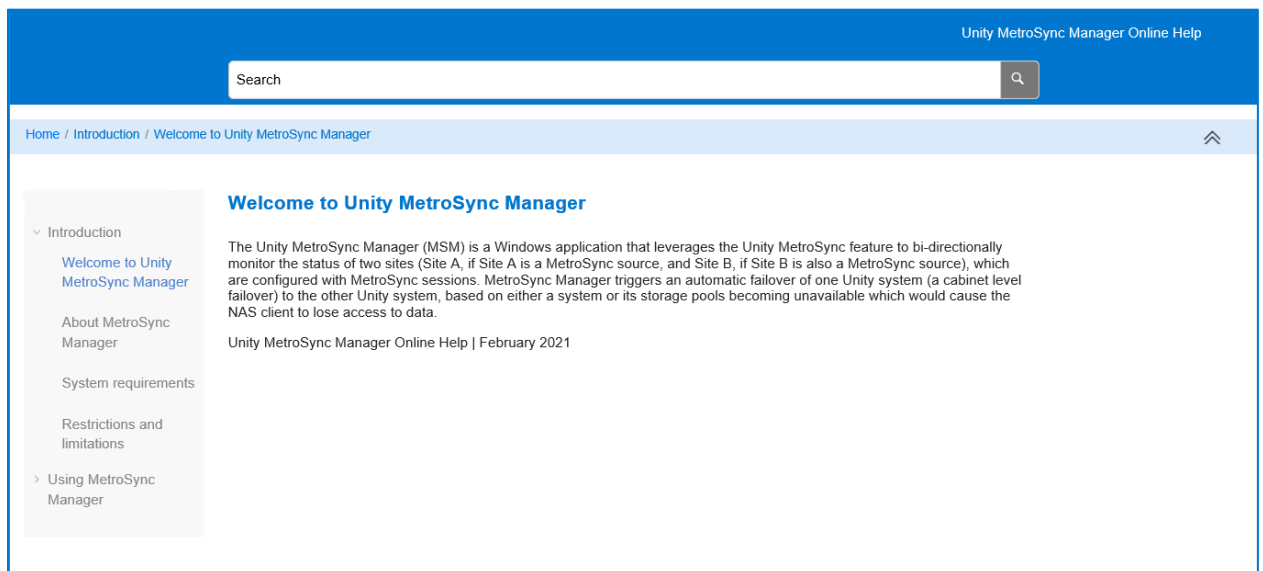 Unity MetroSync Manager Online Help
Search
Home / Introduction / Welcome to Unity MetroSync Manager
Introduction
Welcome to Unity
MetroSync Manager
About MetroSync
Manager
System requirements
Restrictions and
limitations
Using MetroSync
Manager
Welcome to Unity MetroSync Manager
The Unity MetroSync Manager (MSM) is a Windows application that leverages the Unity MetroSync feature to bi-directionally
monitor the status of two sites (Site A, if Site A is a MetroSync source, and Site B, if Site B is also a MetroSync source), which
are configured with MetroSync sessions. MetroSync Manager triggers an automatic failover of one Unity system (a cabinet level
failover) to the other Unity system, based on either a system or its storage pools becoming unavailable which would cause the
NAS client to lose access to data.
Unity MetroSync Manager Online Help | February 2021